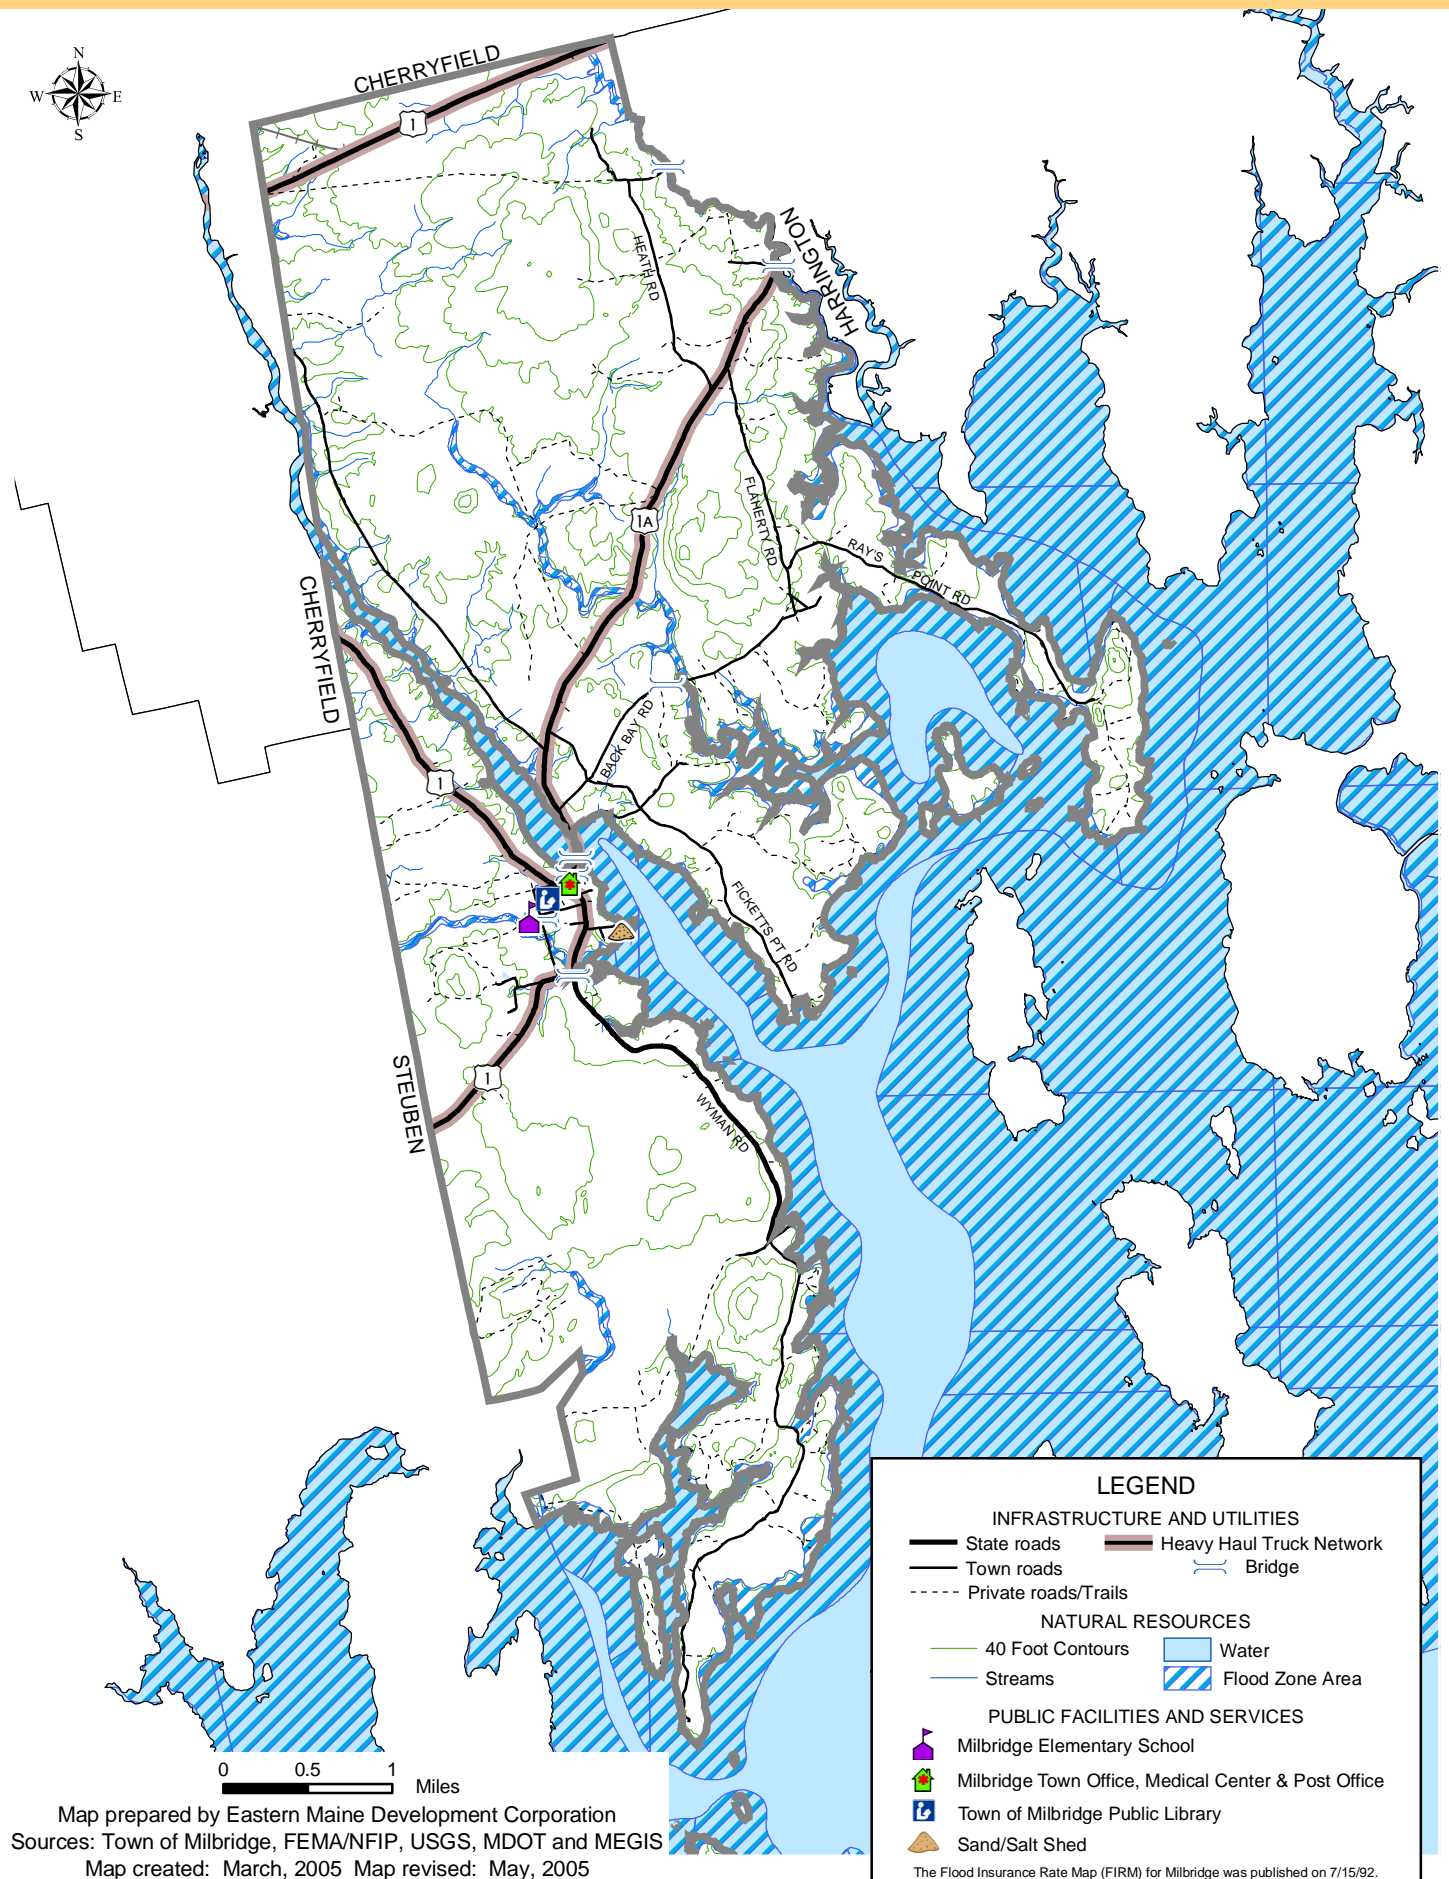 N
W
E
S
CHERRYFIELD
1
HARRINGTON
HEATH RD
1A
FLAHERTY RD
RAY'S
POINT RD
CHERRYFIELD
BACK BAY RD
1
FICKETTS PT RD
STEUBEN
1
WYMAN RD
LEGEND
INFRASTRUCTURE AND UTILITIES
State roads
Heavy Haul Truck Network
Town roads
Bridge
Private roads/Trails
NATURAL RESOURCES
40 Foot Contours
Water
Streams
Flood Zone Area
PUBLIC FACILITIES AND SERVICES
Milbridge Elementary School
Milbridge Town Office, Medical Center & Post Office
Town of Milbridge Public Library
Sand/Salt Shed
The Flood Insurance Rate Map (FIRM) for Milbridge was published on 7/15/92.
0 0.5 1
Miles
Map prepared by Eastern Maine Development Corporation
Sources: Town of Milbridge, FEMA/NFIP, USGS, MDOT and MEGIS
Map created: March, 2005 Map revised: May, 2005